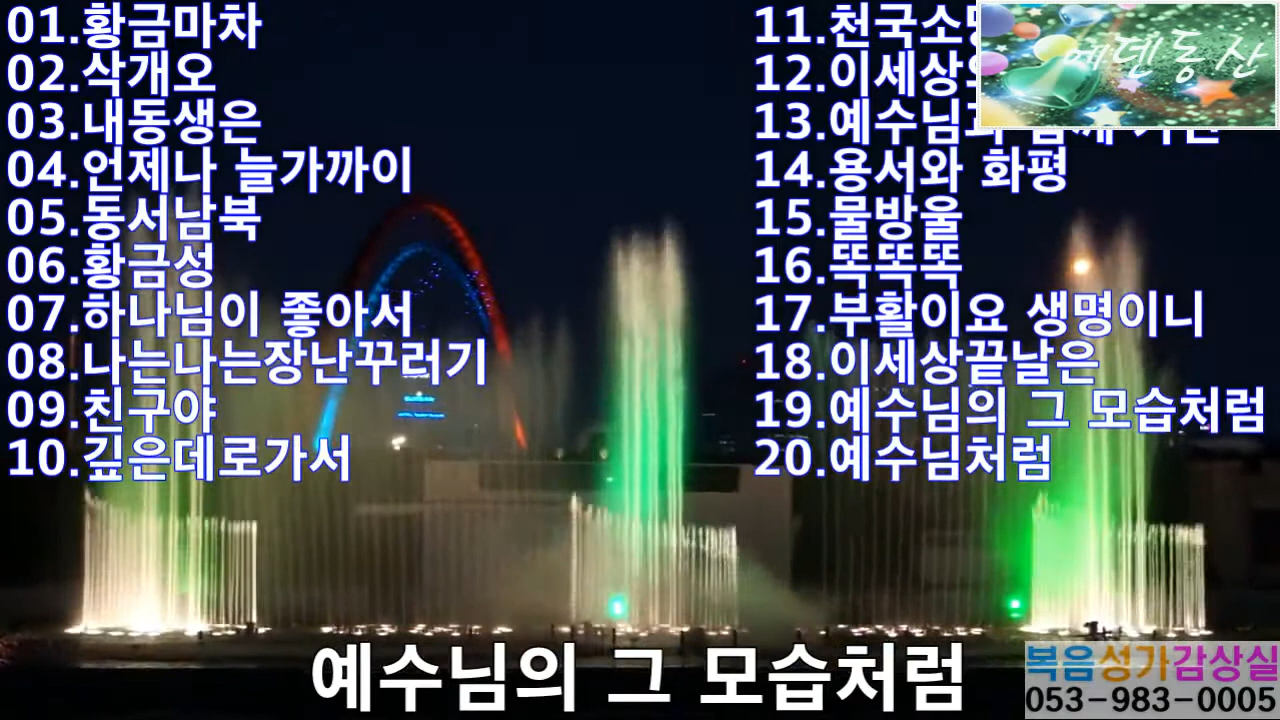 01.황금마차
02.삭개오
03.내동생은
04.언제나 늘가까이
05.동서남북
06.황금성
07.하나님이 좋아서
08.나는나는장난꾸러기
09.친구야
10.깊은데로가서
11.천국소
12.이세상
13.예수님과
14.용서와 화평
15.물방울
16.똑똑똑
17.부활이요 생명이니
18.이세상끝날은
19.예수님의 그 모습처럼
20.예수님처럼
에덴동산
예수님의 그 모습처럼
복음성가감상실
053-983-0005